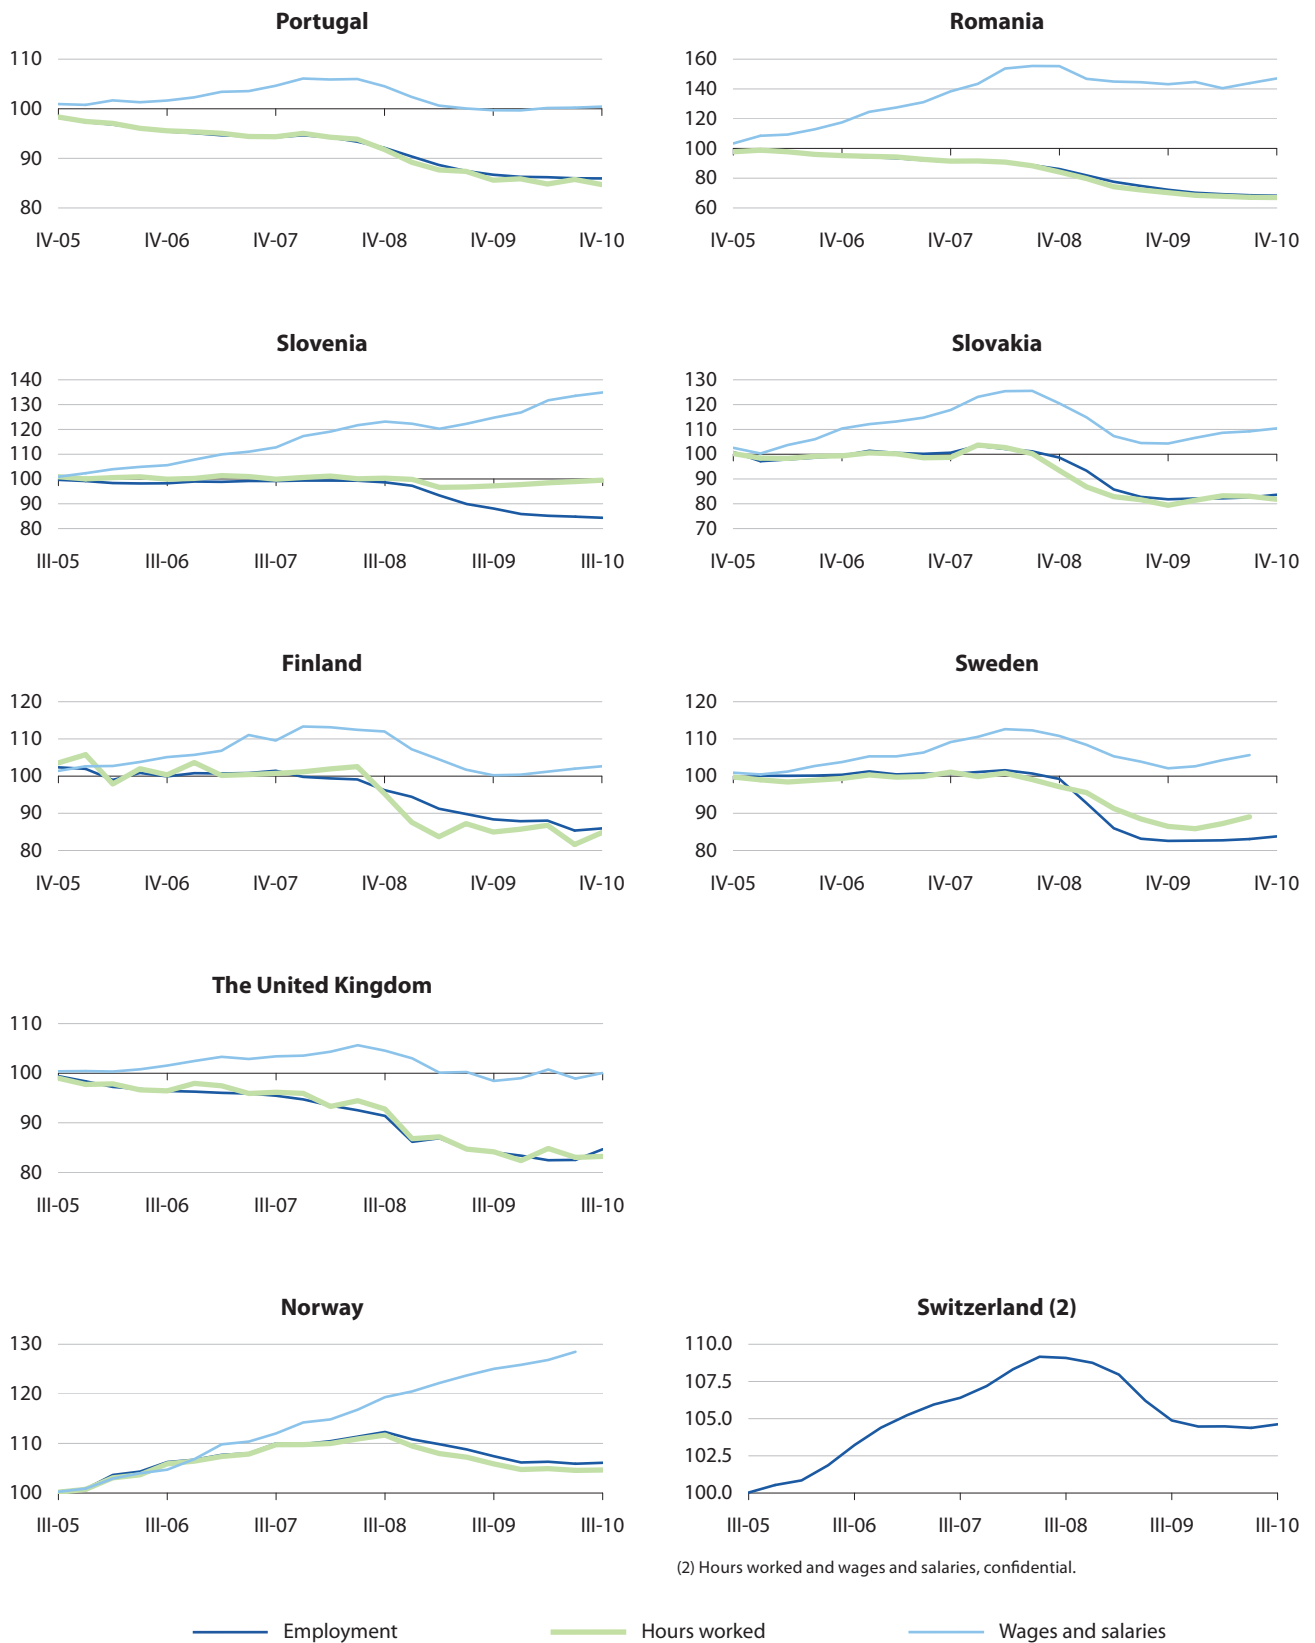 Portugal
110
100
90
80
IV-05 IV-06 IV-07 IV-08 IV-09 IV-10
Romania
160
140
120
100
80
60
IV-05 IV-06 IV-07 IV-08 IV-09 IV-10
Slovenia
140
130
120
110
100
90
80
III-05 III-06 III-07 III-08 III-09 III-10
Slovakia
130
120
110
100
90
80
70
IV-05 IV-06 IV-07 IV-08 IV-09 IV-10
Finland
120
110
100
90
80
IV-05 IV-06 IV-07 IV-08 IV-09 IV-10
Sweden
120
110
100
90
80
IV-05 IV-06 IV-07 IV-08 IV-09 IV-10
The United Kingdom
110
100
90
80
III-05 III-06 III-07 III-08 III-09 III-10
Norway
130
120
110
100
III-05 III-06 III-07 III-08 III-09 III-10
Switzerland (2)
110.0
107.5
105.0
102.5
100.0
III-05 III-06 III-07 III-08 III-09 III-10
(2) Hours worked and wages and salaries, confidential.
Employment Hours worked Wages and salaries